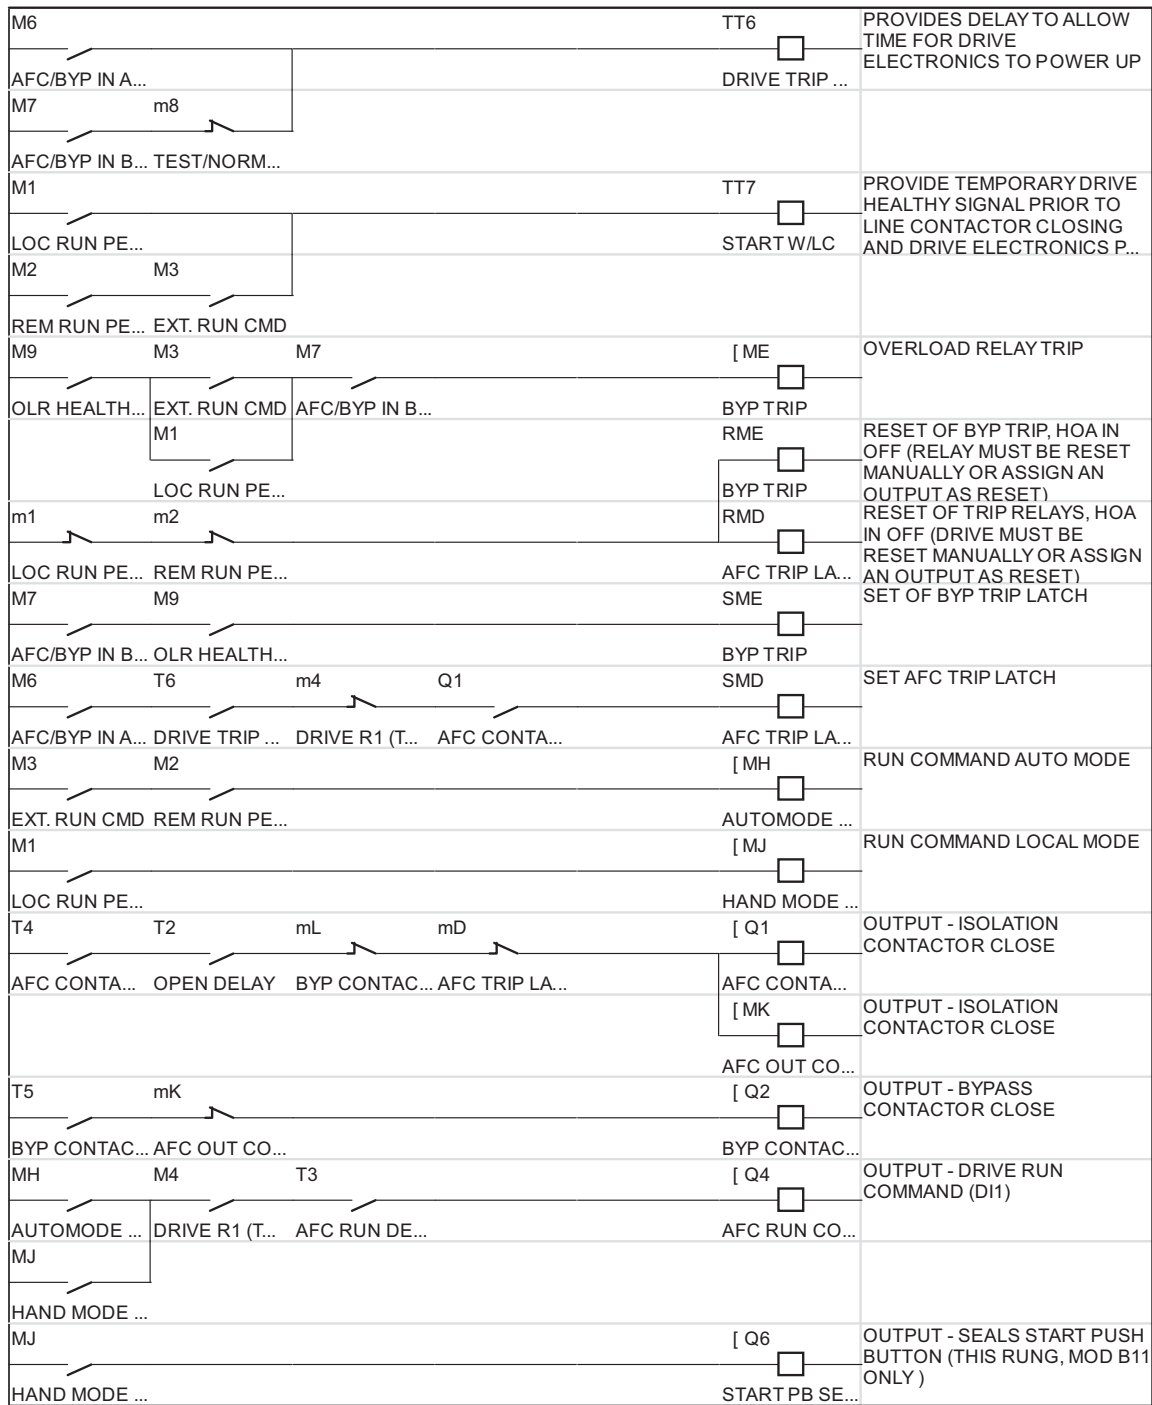 M6 TT6 PROVIDES DELAY TO ALLOW
TIME FOR DRIVE
ELECTRONICS TO POWER UP
AFC/BYP IN A... DRIVE TRIP ...
M7 m8
AFC/BYP IN B... TEST/NORM...
M1 TT7 PROVIDE TEMPORARY DRIVE
HEALTHY SIGNAL PRIOR TO
LINE CONTACTOR CLOSING
AND DRIVE ELECTRONICS P...
LOC RUN PE... START W/LC
M2 M3
REM RUN PE... EXT. RUN CMD
M9 M3 M7 [ ME OVERLOAD RELAY TRIP
OLR HEALTH... EXT. RUN CMD AFC/BYP IN B... BYP TRIP
M1 RME RESET OF BYP TRIP, HOA IN
OFF (RELAY MUST BE RESET
MANUALLY OR ASSIGN AN
OUTPUT AS RESET)
LOC RUN PE... BYP TRIP
m1 m2 RMD RESET OF TRIP RELAYS, HOA
IN OFF (DRIVE MUST BE
RESET MANUALLY OR ASSIGN
AN OUTPUT AS RESET)
LOC RUN PE... REM RUN PE... AFC TRIP LA...
M7 M9 SME SET OF BYP TRIP LATCH
AFC/BYP IN B... OLR HEALTH... BYP TRIP
M6 T6 m4 Q1 SMD SET AFC TRIP LATCH
AFC/BYP IN A... DRIVE TRIP ... DRIVE R1 (T... AFC CONTA... AFC TRIP LA...
M3 M2 [ MH RUN COMMAND AUTO MODE
EXT. RUN CMD REM RUN PE... AUTOMODE ...
M1 [ MJ RUN COMMAND LOCAL MODE
LOC RUN PE... HAND MODE ...
T4 T2 mL mD [ Q1 OUTPUT - ISOLATION
CONTACTOR CLOSE
AFC CONTA... OPEN DELAY BYP CONTAC... AFC TRIP LA... AFC CONTA...
[ MK OUTPUT - ISOLATION
CONTACTOR CLOSE
AFC OUT CO...
T5 mK [ Q2 OUTPUT - BYPASS
CONTACTOR CLOSE
BYP CONTAC... AFC OUT CO... BYP CONTAC...
MH M4 T3 [ Q4 OUTPUT - DRIVE RUN
COMMAND (DI1)
AUTOMODE ... DRIVE R1 (T... AFC RUN DE... AFC RUN CO...
MJ
HAND MODE ...
MJ [ Q6 OUTPUT - SEALS START PUSH
BUTTON (THIS RUNG, MOD B11
ONLY )
HAND MODE ... START PB SE...